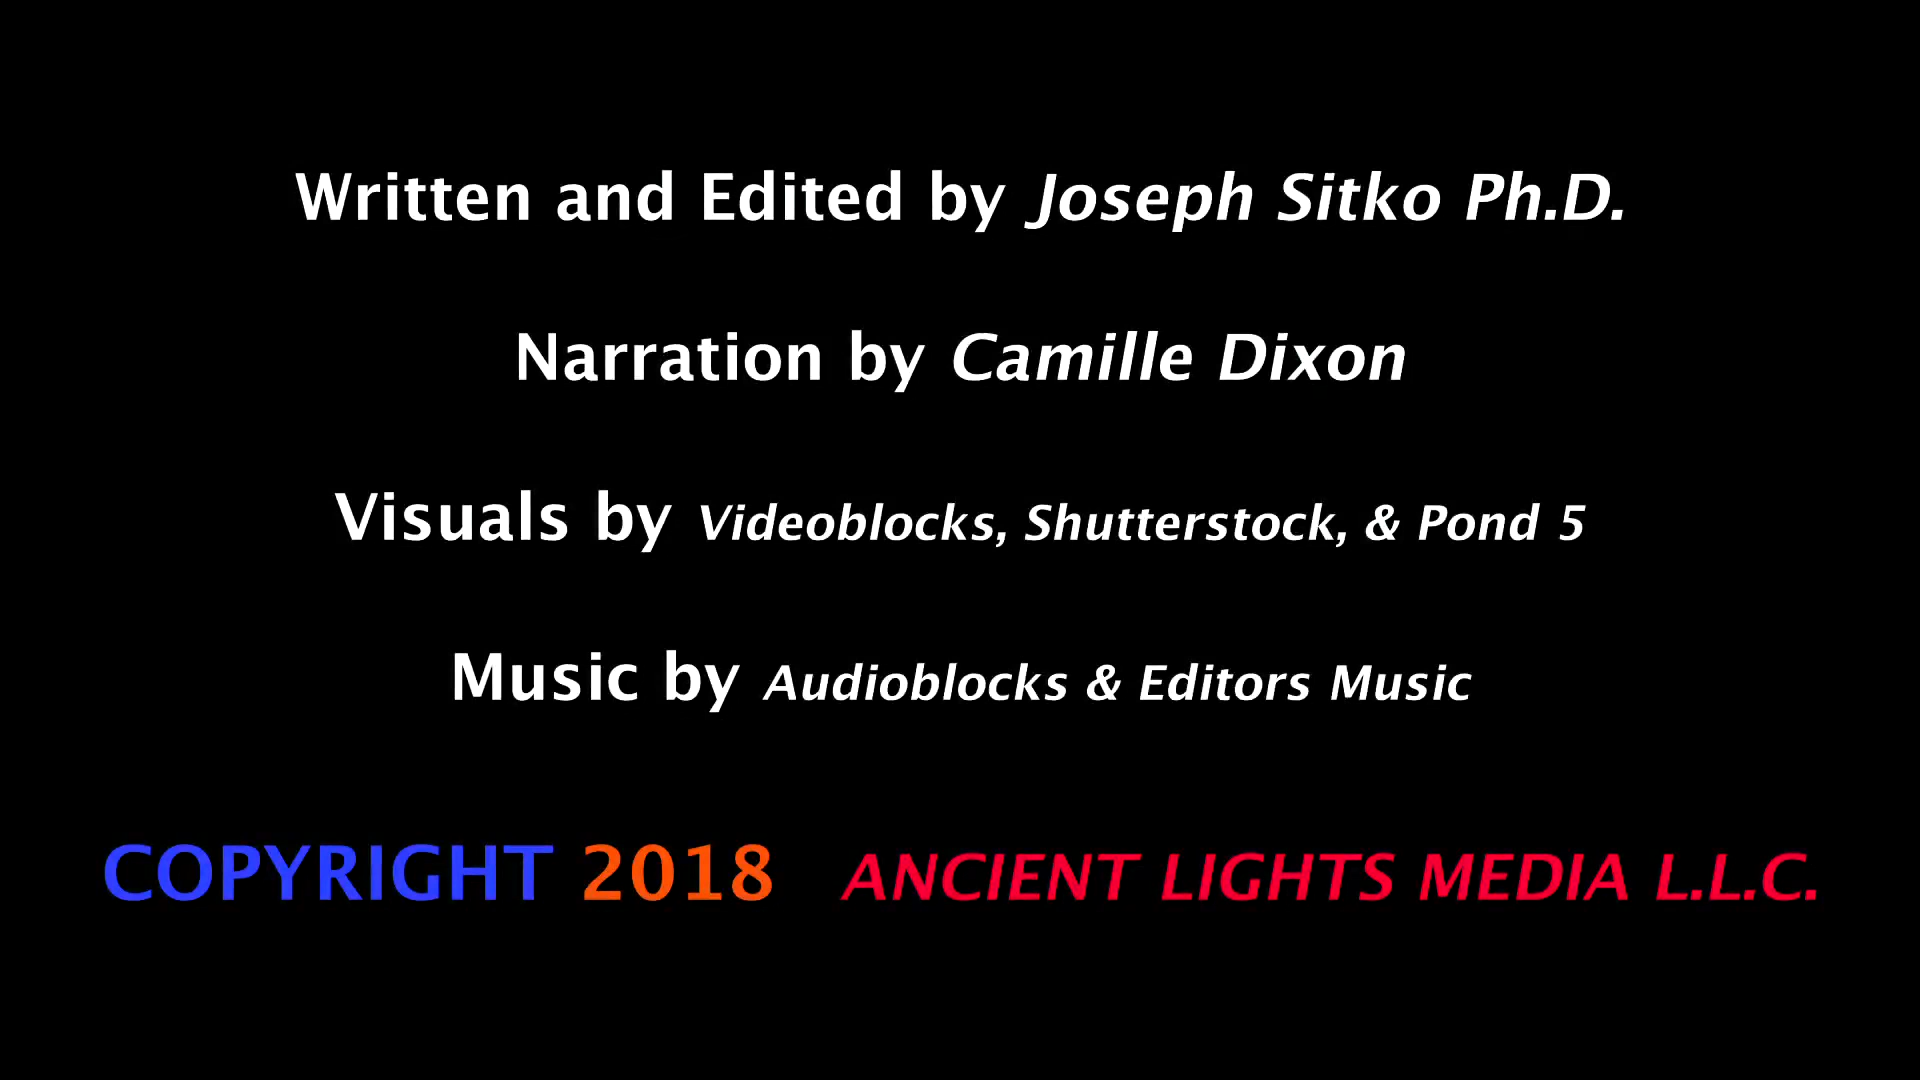 Written and Edited by Joseph Sitko Ph.D.
Narration by Camille Dixon
Visuals by Videoblocks, Shutterstock, & Pond 5
Music by Audioblocks & Editors Music
COPYRIGHT 2018 ANCIENT LIGHTS MEDIA L.L.C.